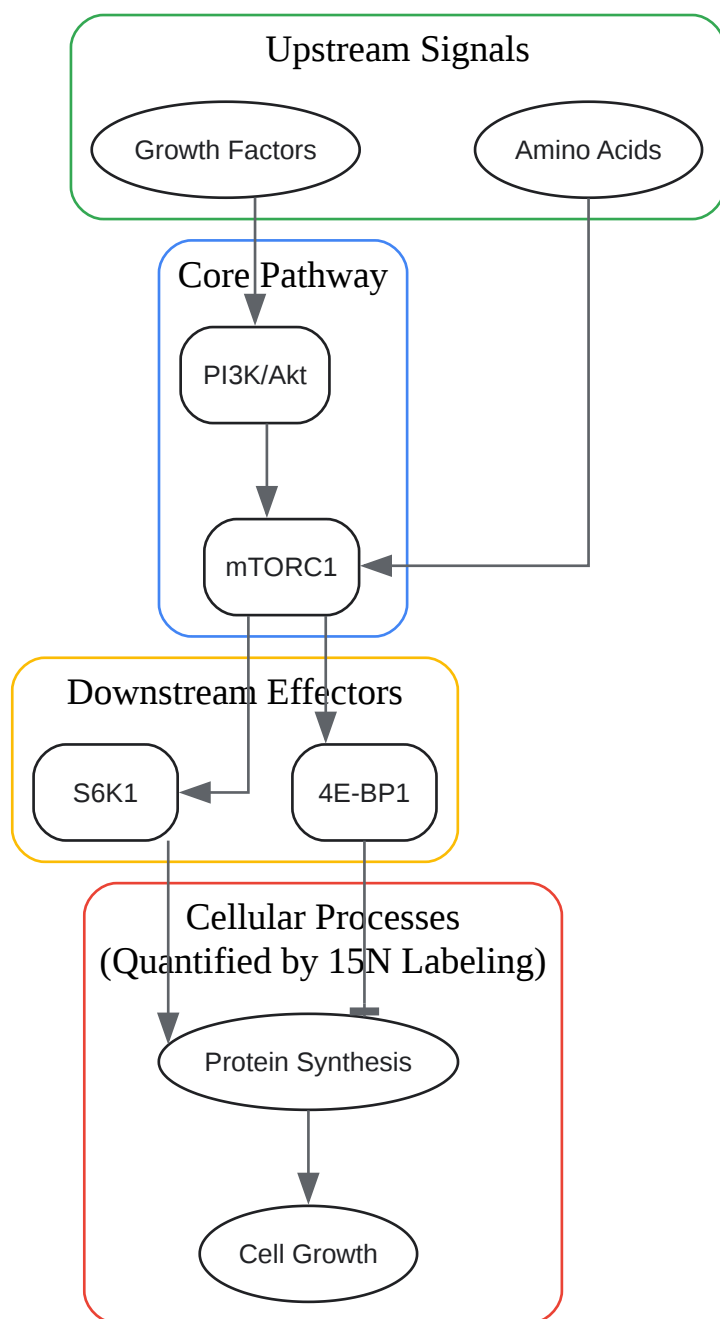 Upstream Signals
Growth Factors
Amino Acids
Core Pathway
PI3K/Akt
mTORC1
Downstream Effectors
S6K1
4E-BP1
Cellular Processes
(Quantified by 15N Labeling)
Protein Synthesis
Cell Growth